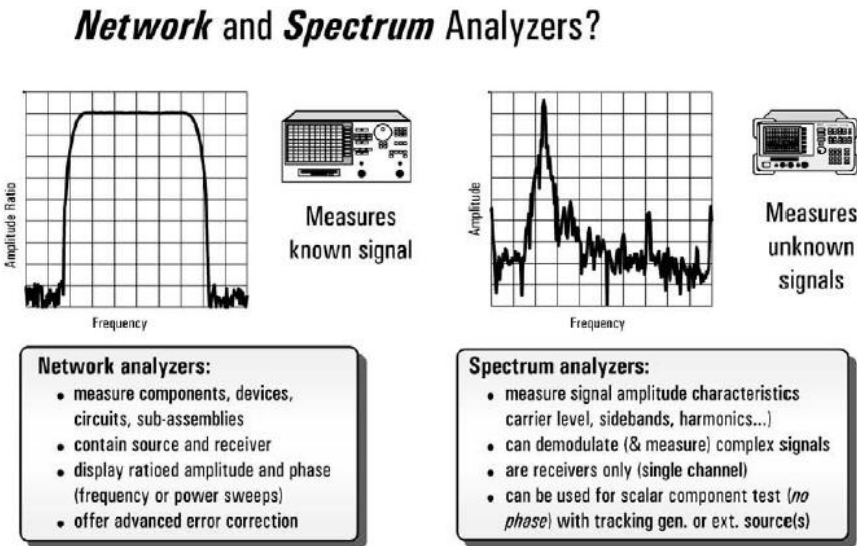 Network and Spectrum Analyzers?
Amplitude Ratio
Frequency
Measures
known signal
Amplitude
Frequency
Measures
unknown
signals
Network analyzers:
• measure components, devices,
circuits, sub-assemblies
• contain source and receiver
• display ratioed amplitude and phase
(frequency or power sweeps)
• offer advanced error correction
Spectrum analyzers:
• measure signal amplitude characteristics
carrier level, sidebands, harmonics...)
• can demodulate (& measure) complex signals
• are receivers only (single channel)
• can be used for scalar component test (no
phase) with tracking gen. or ext. source(s)